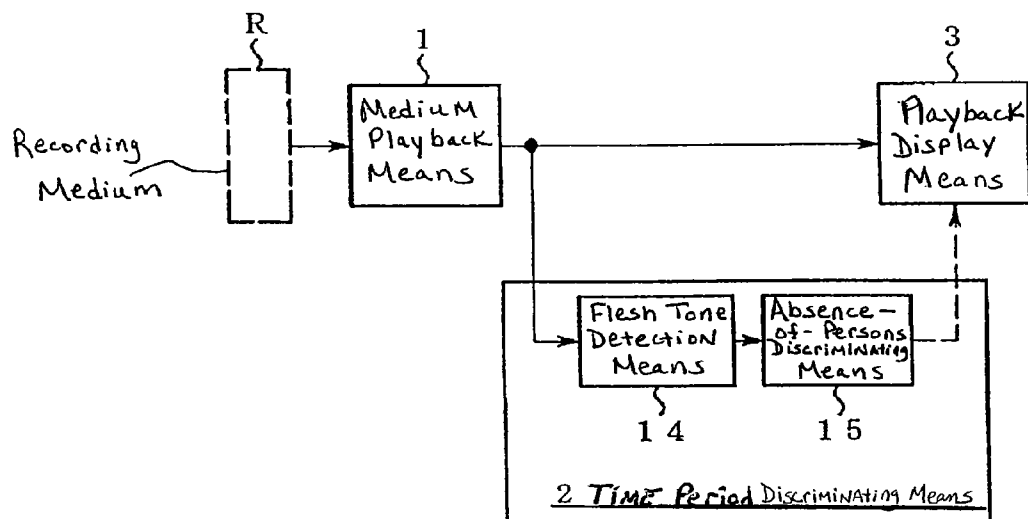 R
1
3
Recording
Medium
Medium
Playback
Means
Playback
Display
Means
Flesh Tone
Detection
Means
Absence-
of-Persons
Discriminating
Means
14
15
2 Time Period Discriminating Means